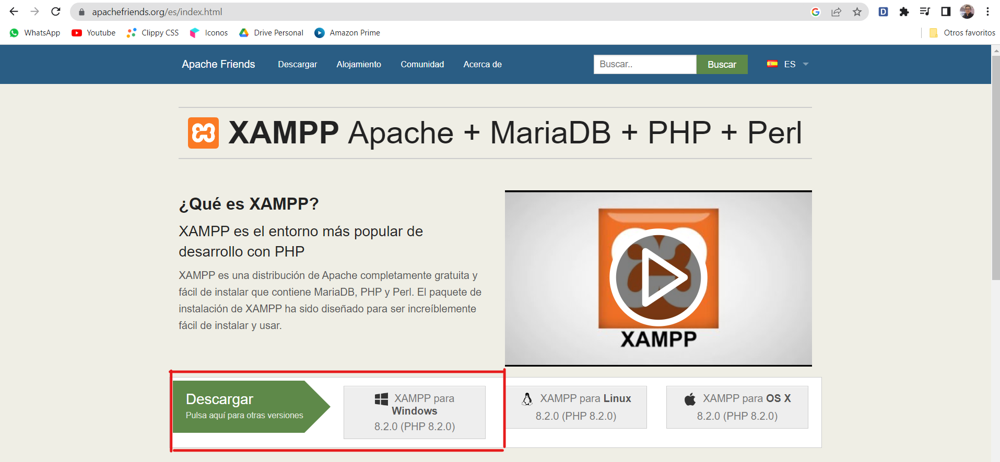 apachefriends.org/es/index.html
WhatsApp Youtube Clippy CSS Iconos Drive Personal Amazon Prime Otros favoritos
Apache Friends Descargar Alojamiento Comunidad Acerca de Buscar.. Buscar ES
XAMPP Apache + MariaDB + PHP + Perl
¿Qué es XAMPP?
XAMPP es el entorno más popular de
desarrollo con PHP
XAMPP es una distribución de Apache completamente gratuita y
fácil de instalar que contiene MariaDB, PHP y Perl. El paquete de
instalación de XAMPP ha sido diseñado para ser increíblemente
fácil de instalar y usar.
XAMPP
Descargar
Pulsa aquí para otras versiones
XAMPP para
Windows
8.2.0 (PHP 8.2.0)
XAMPP para Linux
8.2.0 (PHP 8.2.0)
XAMPP para OS X
8.2.0 (PHP 8.2.0)